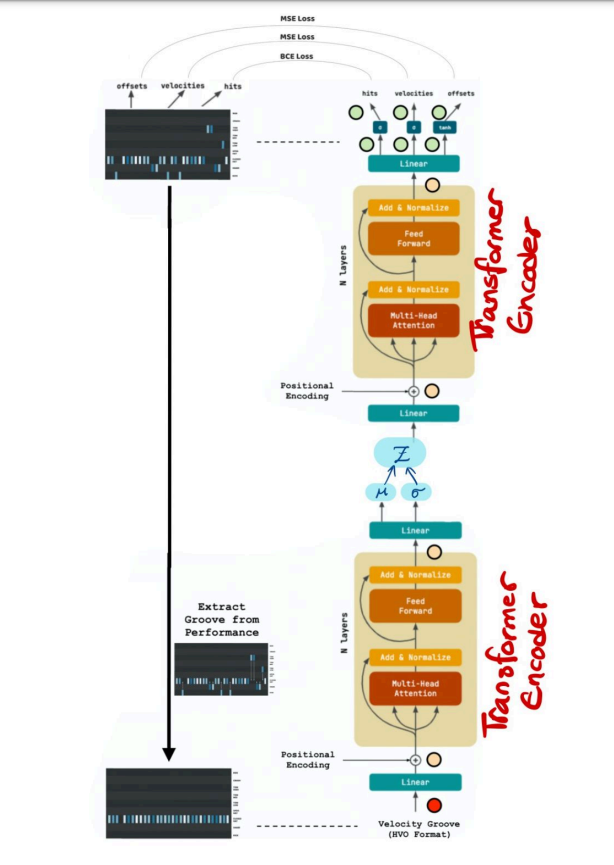 MSE Loss
MSE Loss
BCE Loss
offsets velocities hits
hits velocities offsets
σ σ tanh
Linear
Add & Normalize
Feed
Forward
N layers
Add & Normalize
Multi-Head
Attention
Transformer
Encoder
Positional
Encoding
+
Linear
Z
μ σ
Linear
Add & Normalize
Feed
Forward
N layers
Add & Normalize
Multi-Head
Attention
Transformer
Encoder
Extract
Groove from
Performance
Positional
Encoding
+
Linear
Velocity Groove
(HVO Format)